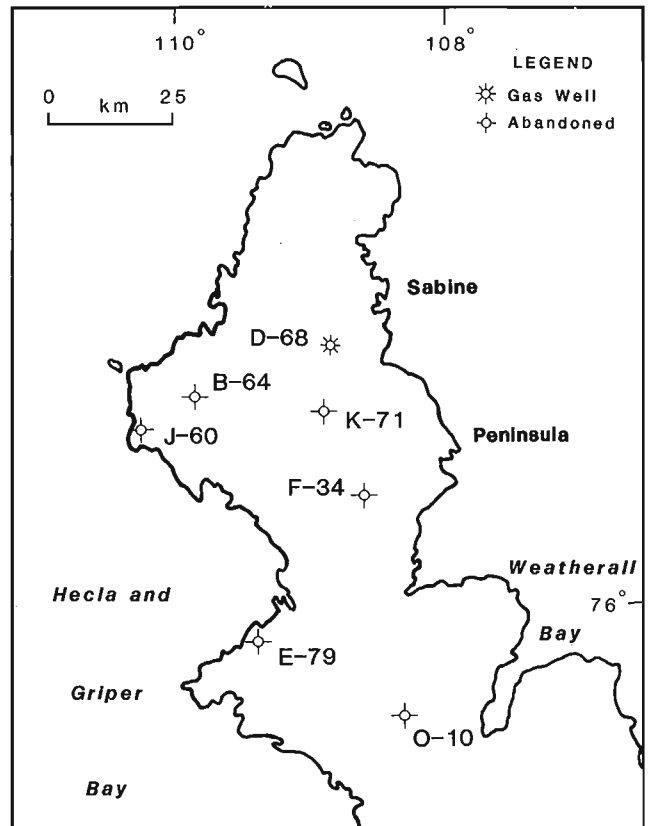 110°
108°
LEGEND
0 km 25
Gas Well
Abandoned
Sabine
D-68
B-64
K-71
J-60
Peninsula
F-34
Weatherall
Hecla and
76°
Bay
E-79
Griper
O-10
Bay